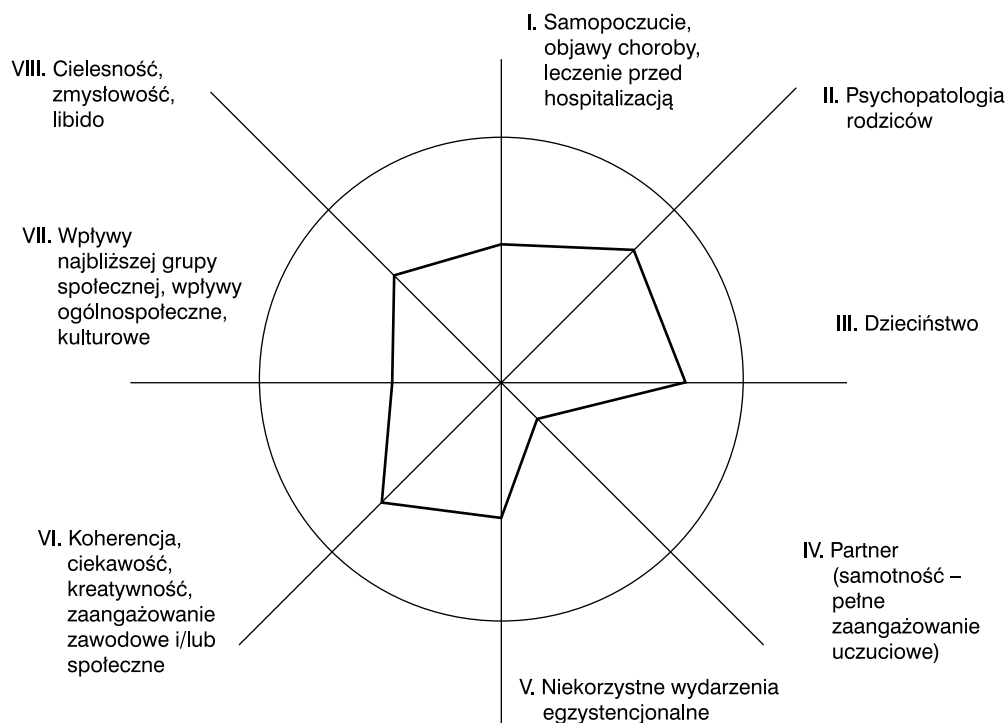 I. Samopoczucie,
objawy choroby,
leczenie przed
hospitalizacją
II. Psychopatologia
rodziców
III. Dzieciństwo
IV. Partner
(samotność –
pełne
zaangażowanie
uczuciowe)
V. Niekorzystne wydarzenia
egzystencjonalne
VI. Koherencja,
ciekawość,
kreatywność,
zaangażowanie
zawodowe i/lub
społeczne
VII. Wpływy
najbliższej grupy
społecznej, wpływy
ogólnospołeczne,
kulturowe
VIII. Cielesność,
zmysłowość,
libido